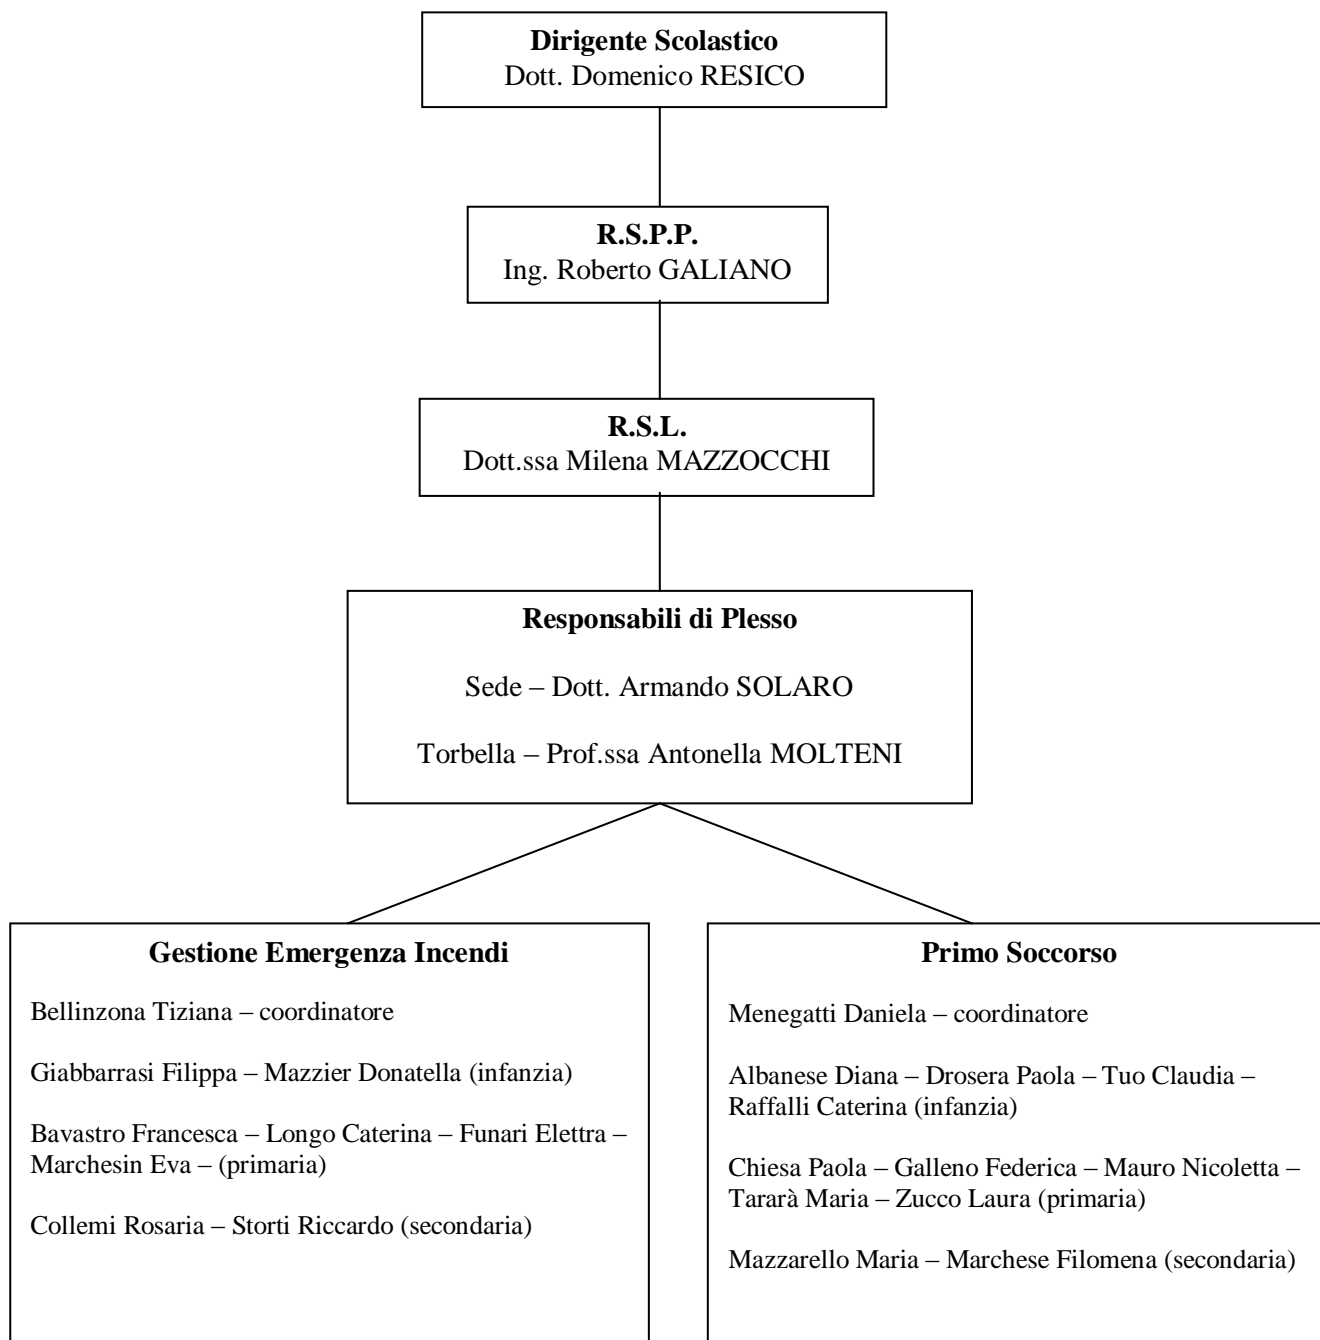 Dirigente Scolastico
Dott. Domenico RESICO
R.S.P.P.
Ing. Roberto GALIANO
R.S.L.
Dott.ssa Milena MAZZOCCHI
Responsabili di Plesso
Sede – Dott. Armando SOLARO
Torbella – Prof.ssa Antonella MOLTENI
Gestione Emergenza Incendi
Bellinzona Tiziana – coordinatore
Giabbarrasi Filippa – Mazzier Donatella (infanzia)
Bavastro Francesca – Longo Caterina – Funari Elettra –
Marchesin Eva – (primaria)
Collemi Rosaria – Storti Riccardo (secondaria)
Primo Soccorso
Menegatti Daniela – coordinatore
Albanese Diana – Drosera Paola – Tuo Claudia –
Raffalli Caterina (infanzia)
Chiesa Paola – Galleno Federica – Mauro Nicoletta –
Tararà Maria – Zucco Laura (primaria)
Mazzarello Maria – Marchese Filomena (secondaria)